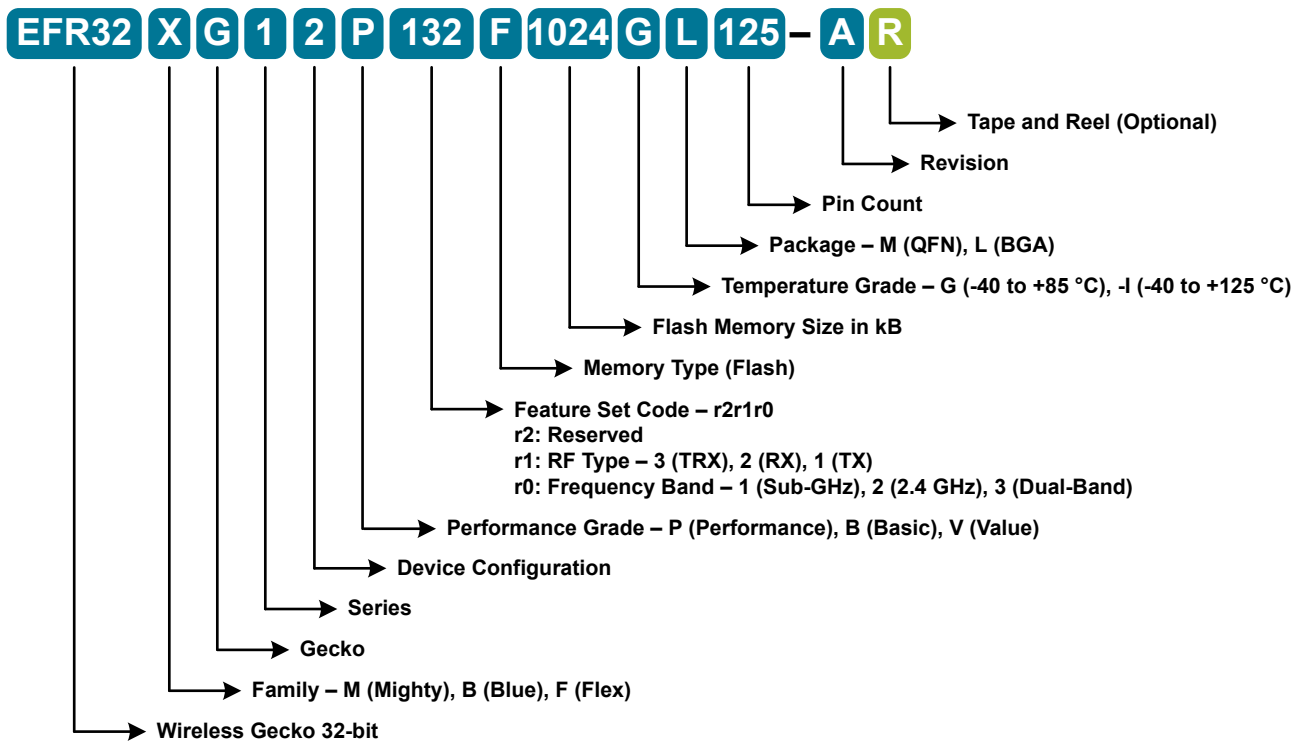 EFR32 X G 1 2 P 132 F 1024 G L 125 – A R
Tape and Reel (Optional)
Revision
Pin Count
Package – M (QFN), L (BGA)
Temperature Grade – G (-40 to +85 °C), -I (-40 to +125 °C)
Flash Memory Size in kB
Memory Type (Flash)
Feature Set Code – r2r1r0
r2: Reserved
r1: RF Type – 3 (TRX), 2 (RX), 1 (TX)
r0: Frequency Band – 1 (Sub-GHz), 2 (2.4 GHz), 3 (Dual-Band)
Performance Grade – P (Performance), B (Basic), V (Value)
Device Configuration
Series
Gecko
Family – M (Mighty), B (Blue), F (Flex)
Wireless Gecko 32-bit